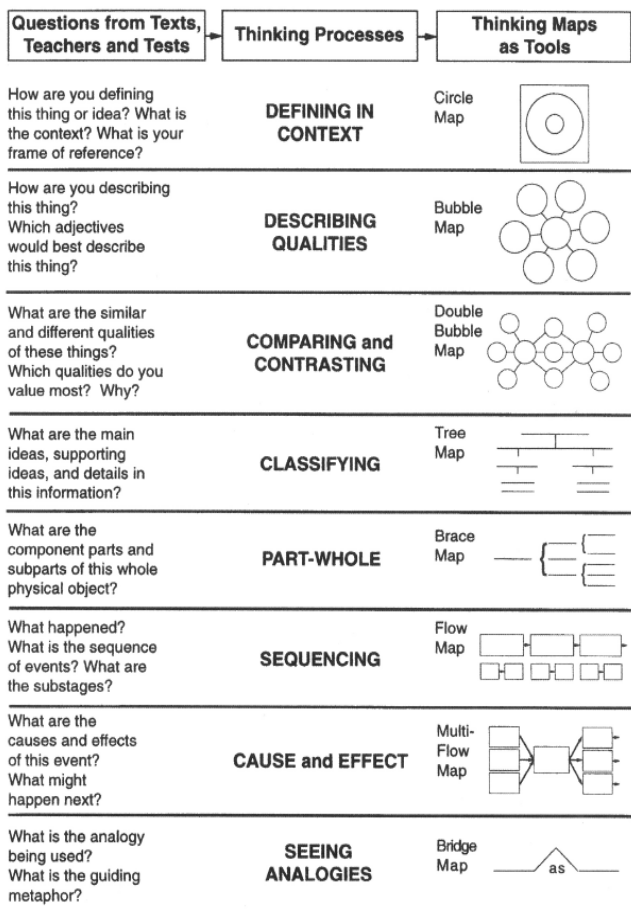 Questions from Texts,
Teachers and Tests
Thinking Processes
Thinking Maps
as Tools
How are you defining
this thing or idea? What is
the context? What is your
frame of reference?
DEFINING IN
CONTEXT
Circle
Map
How are you describing
this thing?
Which adjectives
would best describe
this thing?
DESCRIBING
QUALITIES
Bubble
Map
What are the similar
and different qualities
of these things?
Which qualities do you
value most? Why?
COMPARING and
CONTRASTING
Double
Bubble
Map
What are the main
ideas, supporting
ideas, and details in
this information?
CLASSIFYING
Tree
Map
What are the
component parts and
subparts of this whole
physical object?
PART-WHOLE
Brace
Map
What happened?
What is the sequence
of events? What are
the substages?
SEQUENCING
Flow
Map
What are the
causes and effects
of this event?
What might
happen next?
CAUSE and EFFECT
Multi-
Flow
Map
What is the analogy
being used?
What is the guiding
metaphor?
SEEING
ANALOGIES
Bridge
Map
as